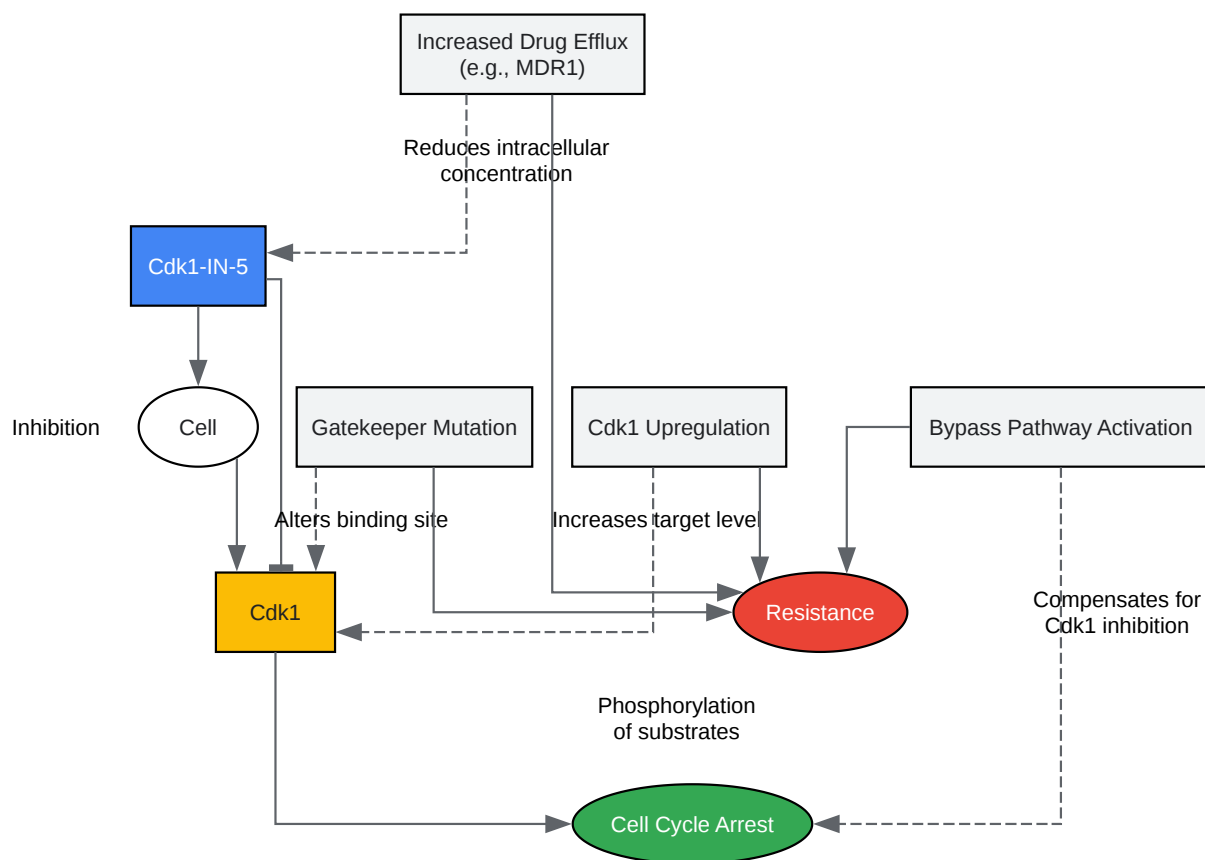 Increased Drug Efflux
(e.g., MDR1)
Reduces intracellular
concentration
Cdk1-IN-5
Inhibition
Cell
Gatekeeper Mutation
Cdk1 Upregulation
Bypass Pathway Activation
Alters binding site
Increases target level
Cdk1
Resistance
Compensates for
Cdk1 inhibition
Phosphorylation
of substrates
Cell Cycle Arrest